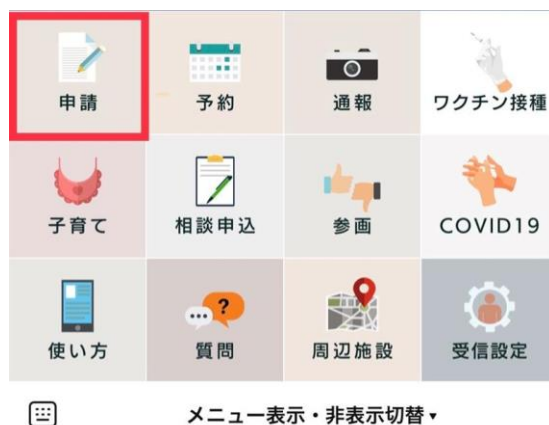 申請
予約
通報
ワクチン接種
子育て
相談申込
参画
COVID19
使い方
?
質問
周辺施設
受信設定
メニュー表示・非表示切替▼